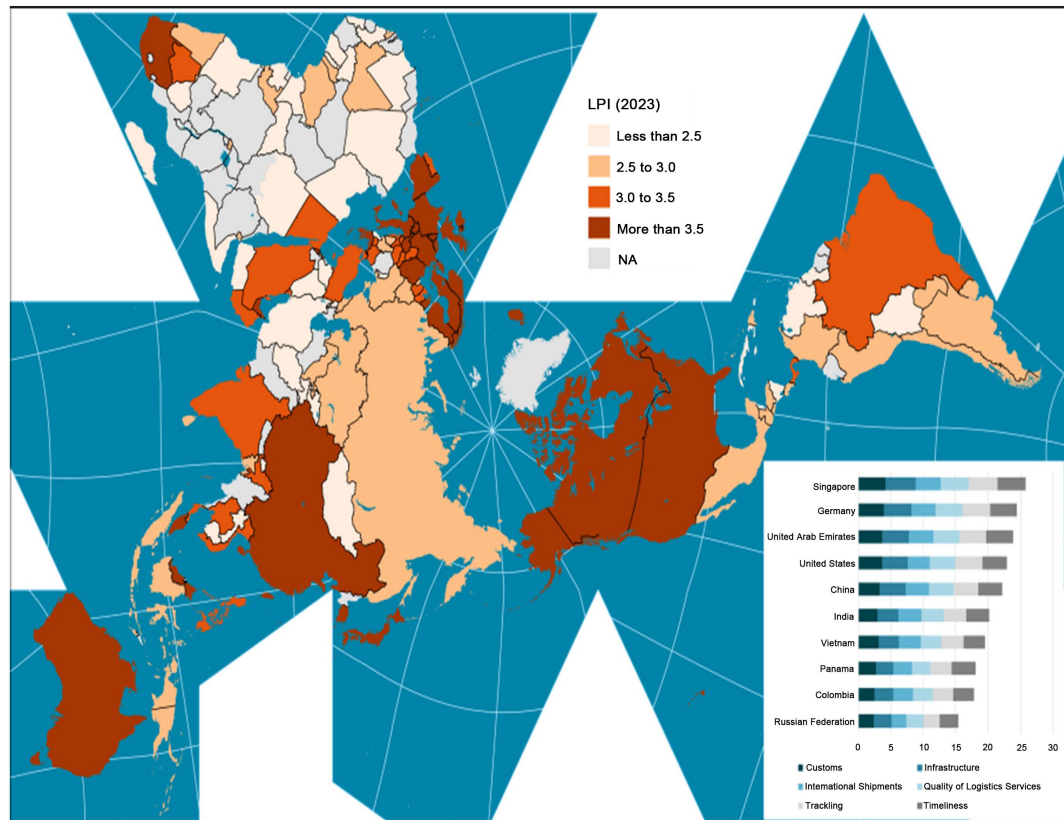 LPI (2023)
Less than 2.5
2.5 to 3.0
3.0 to 3.5
More than 3.5
NA
Singapore
Germany
United Arab Emirates
United States
China
India
Vietnam
Panama
Colombia
Russian Federation
0 5 10 15 20 25 30
Customs Infrastructure
International Shipments Quality of Logistics Services
Trackling Timeliness